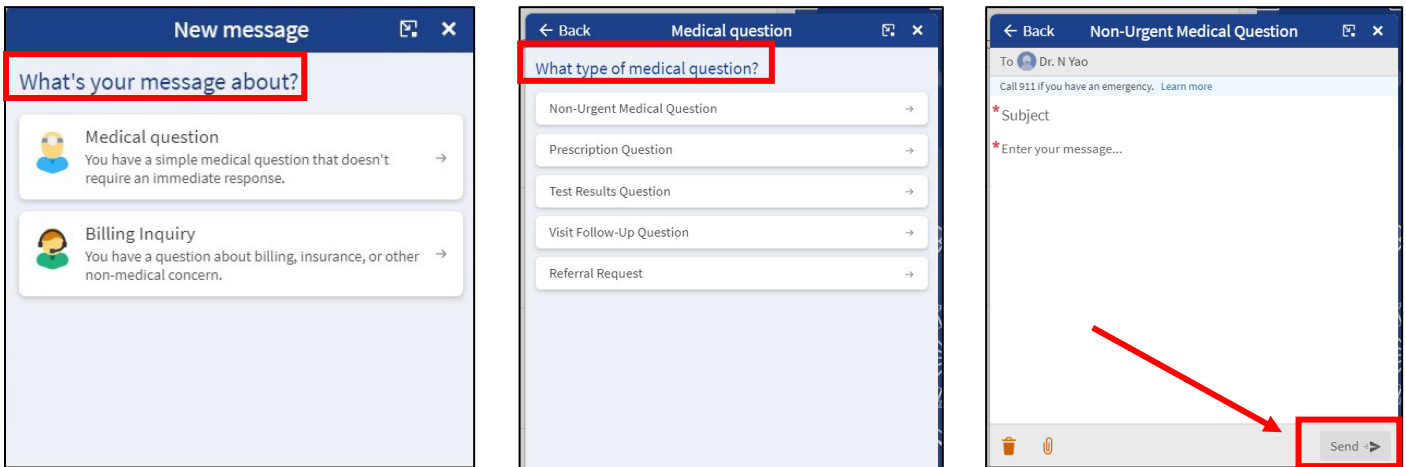 New message
What's your message about?
Medical question
You have a simple medical question that doesn't
require an immediate response.
Billing Inquiry
You have a question about billing, insurance, or other
non-medical concern.
Back
Medical question
What type of medical question?
Non-Urgent Medical Question
Prescription Question
Test Results Question
Visit Follow-Up Question
Referral Request
Back
Non-Urgent Medical Question
To Dr. N Yao
Call 911 if you have an emergency. Learn more
*Subject
*Enter your message...
Send